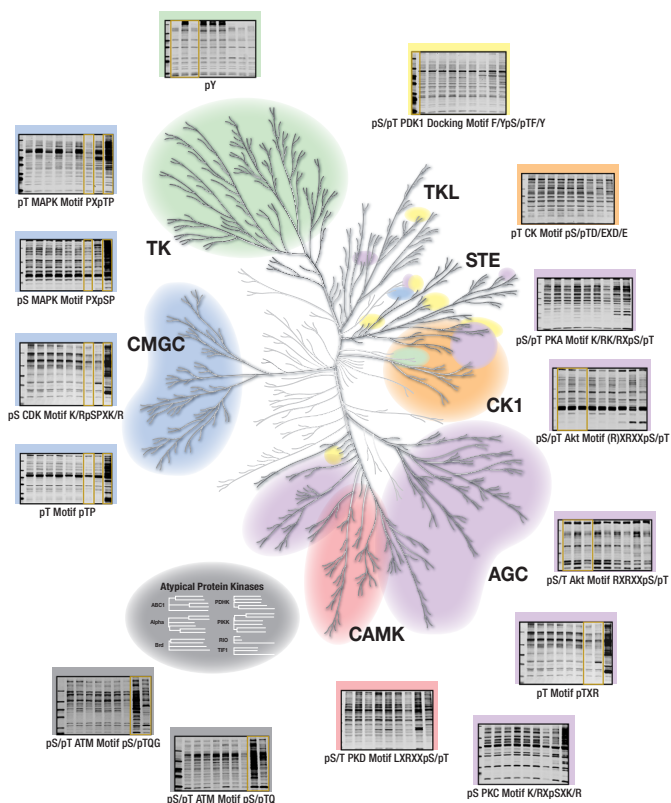 pY
pS/pT PDK1 Docking Motif F/YpS/pTF/Y
TKL
pT MAPK Motif PXpTP
pT CK Motif pS/pTD/EXD/E
TK
STE
pS MAPK Motif PXpSP
pS/pT PKA Motif K/RK/RXpS/pT
CMGC
pS CDK Motif K/RpSPXK/R
CK1
pS/pT Akt Motif (R)XRXXpS/pT
pT Motif pTP
Atypical Protein Kinases
ABC1
PDHK
Alpha
PIKK
Brd
RIO
TIF1
AGC
pS/T Akt Motif RXRXXpS/pT
CAMK
pT Motif pTXR
pS/pT ATM Motif pS/pTQG
pS/pT ATM Motif pS/pTQ
pS/T PKD Motif LXRXXpS/pT
pS PKC Motif K/RXpSXK/R